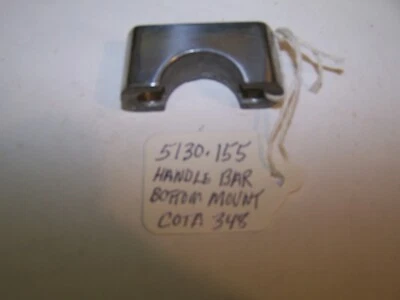 5130.155
HANDLE BAR
BOTTOM MOUNT
COTA 348